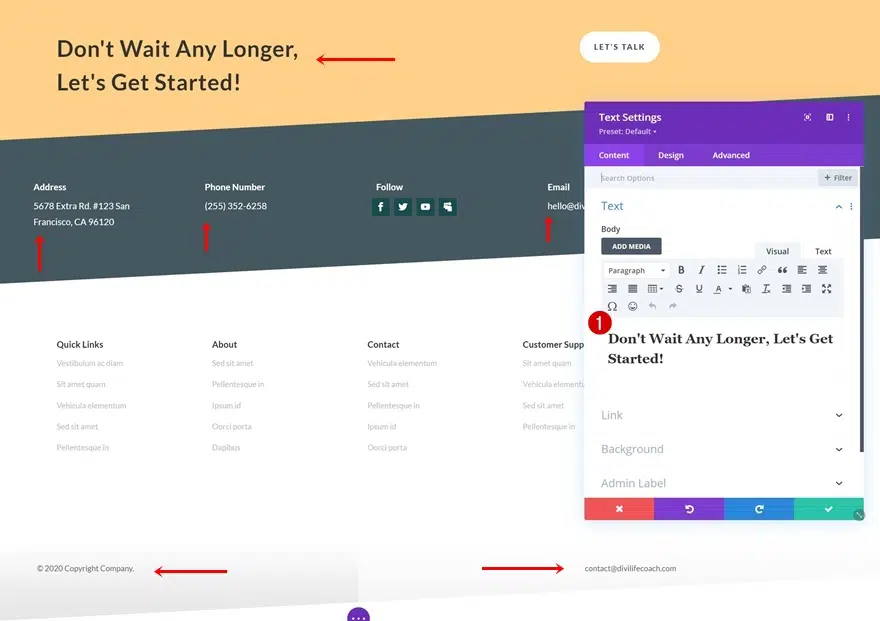 Don't Wait Any Longer,
Let's Get Started!
LET'S TALK
Text Settings
Preset: Default
Content Design Advanced
Search Options
+ Filter
Text
Body
ADD MEDIA
Visual Text
Paragraph
1
Don't Wait Any Longer, Let's Get
Started!
Link
Background
Admin Label
Address
5678 Extra Rd. #123 San
Francisco, CA 96120
Phone Number
(255) 352-6258
Follow
Email
hello@div
Quick Links
Vestibulum ac diam
Sit amet quam
Vehicula elementum
Sed sit amet
Pellentesque in
About
Sed sit amet
Pellentesque in
Ipsum id
Oorci porta
Dapibus
Contact
Vehicula elementum
Sed sit amet
Pellentesque in
Ipsum id
Oorci porta
Customer Supp
Sit amet quam
Vehicula elementu
Sed sit amet
Pellentesque in
© 2020 Copyright Company.
contact@divilifecoach.com